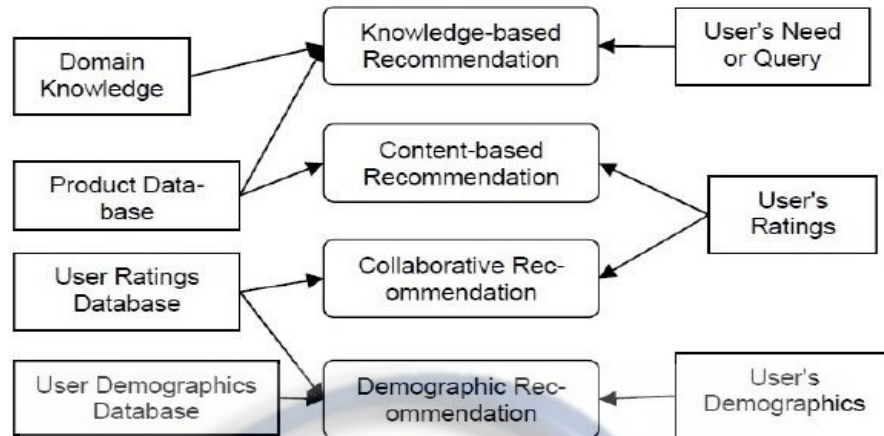 Knowledge-based
Recommendation
User's Need
or Query
Domain
Knowledge
Content-based
Recommendation
Product Data-
base
User's
Ratings
User Ratings
Database
Collaborative Rec-
ommendation
User Demographics
Database
Demographic Rec-
ommendation
User's
Demographics